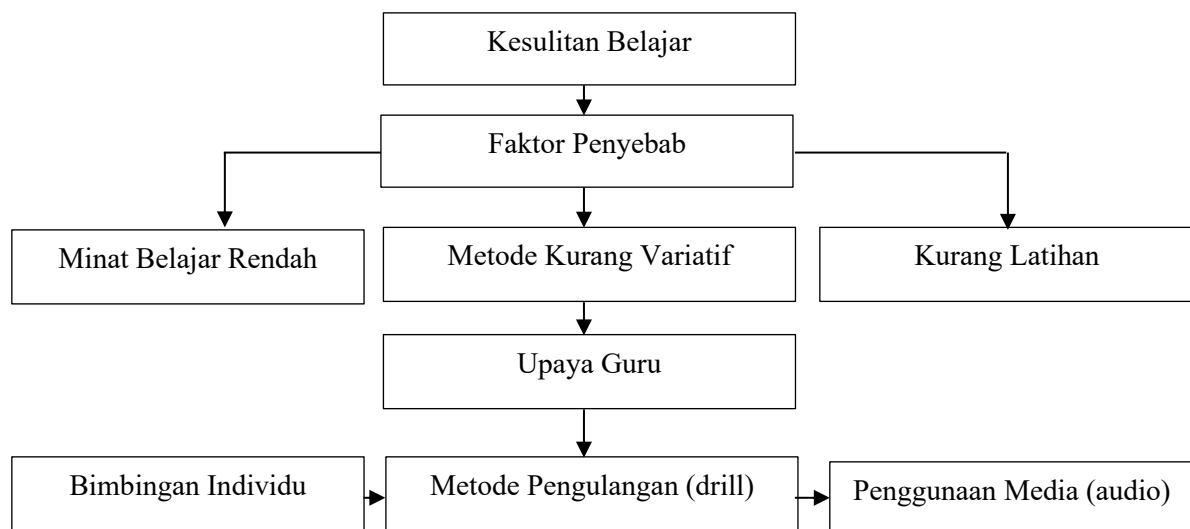 Kesulitan Belajar
Faktor Penyebab
Minat Belajar Rendah
Metode Kurang Variatif
Kurang Latihan
Upaya Guru
Bimbingan Individu
Metode Pengulangan (drill)
Penggunaan Media (audio)